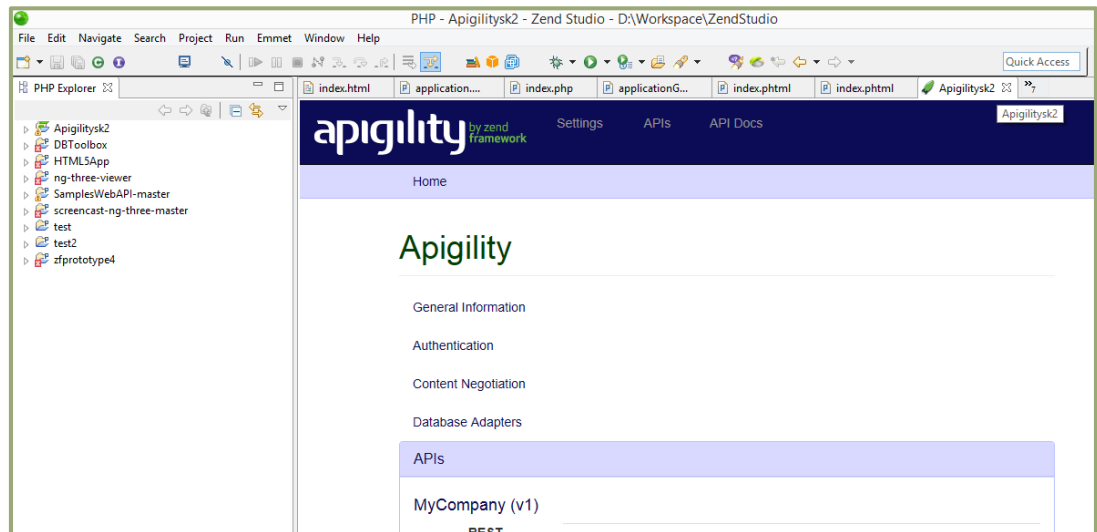 PHP - Apigilitysk2 - Zend Studio - D:\Workspace\ZendStudio
File Edit Navigate Search Project Run Emmet Window Help
Quick Access
PHP Explorer
index.html application.... index.php applicationG... index.phtml index.phtml Apigilitysk2 »7
Apigilitysk2
Apigilitysk2
DBToolbox
HTML5App
ng-three-viewer
SamplesWebAPI-master
screencast-ng-three-master
test
test2
zfprototype4
apigility by zend framework
Settings APIs API Docs
Home
Apigility
General Information
Authentication
Content Negotiation
Database Adapters
APIs
MyCompany (v1)
REST